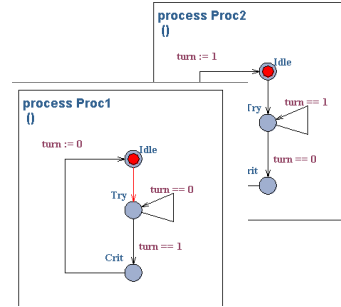 process Proc2
()
turn := 1
Idle
Try
turn == 1
turn == 0
rit
process Proc1
()
turn := 0
Idle
Try
turn == 0
turn == 1
Crit